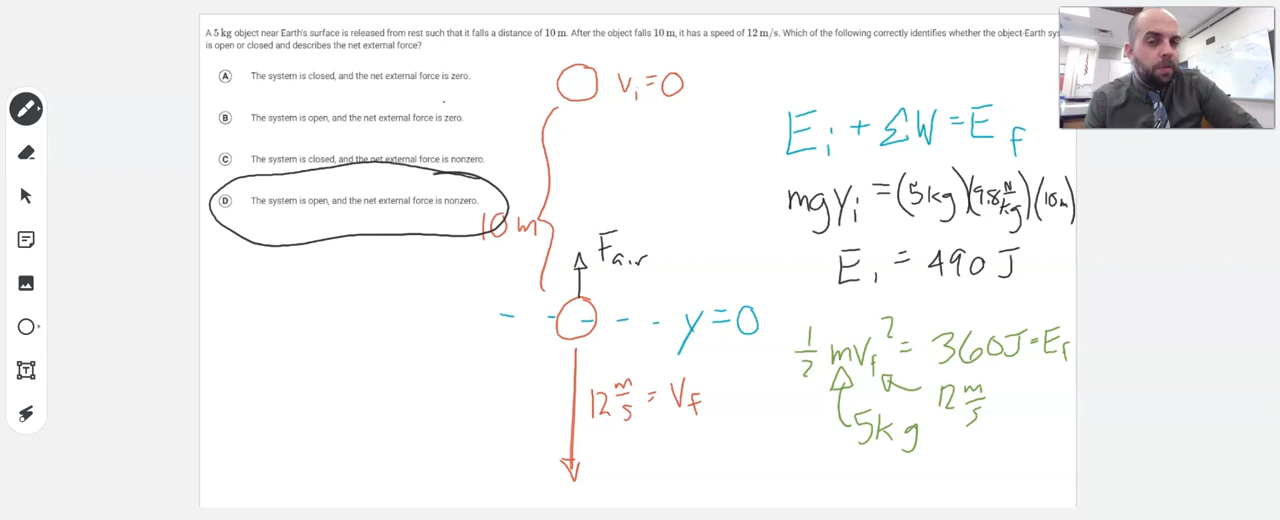 A 5 kg object near Earth's surface is released from rest such that it falls a distance of 10 m. After the object falls 10 m, it has a speed of 12 m/s. Which of the following correctly identifies whether the object-Earth sy
is open or closed and describes the net external force?
A The system is closed, and the net external force is zero.
B The system is open, and the net external force is zero.
C The system is closed, and the net external force is nonzero.
D The system is open, and the net external force is nonzero.
vi = 0
10 m
Fair
y = 0
12 m/s = Vf
Ei + ΣW = Ef
mgyi = (5kg)(9.8 N/kg)(10m)
Ei = 490 J
1/2 mVf² = 360J = Ef
12 m/s
5kg
T